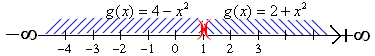 g(x) = 4 − x² g(x) = 2 + x²
−∞ +∞
−4 −3 −2 −1 0 1 2 3